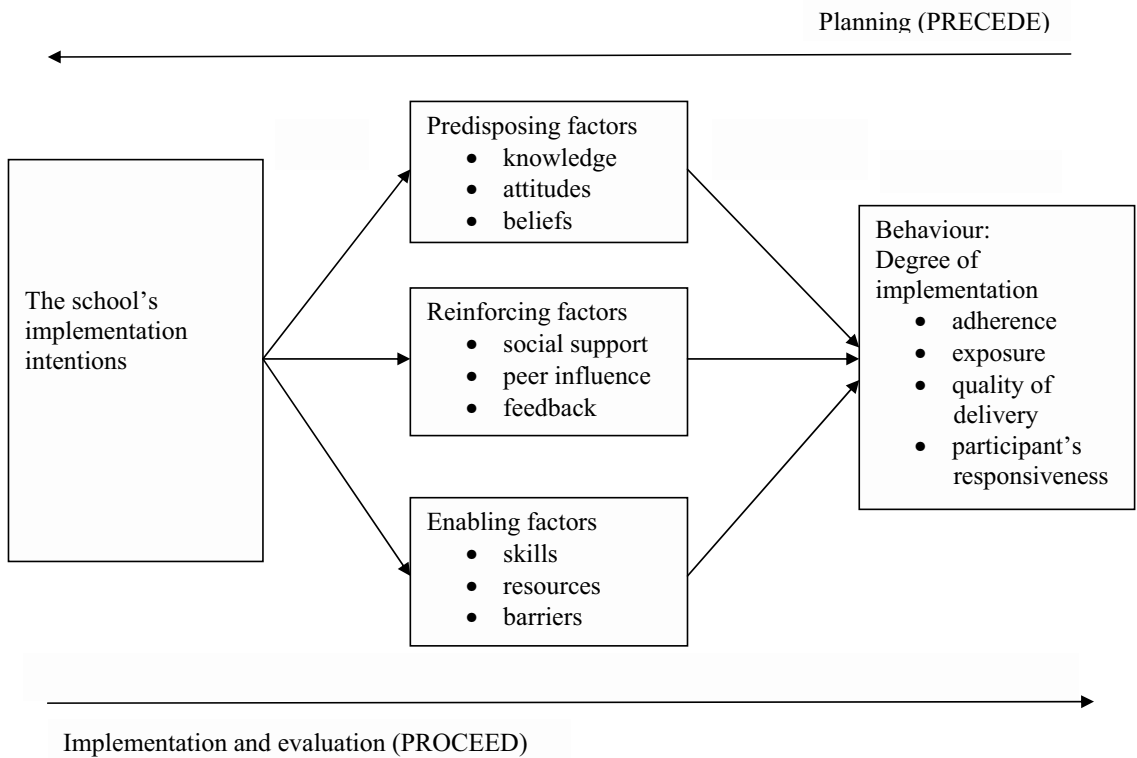 Planning (PRECEDE)
The school's
implementation
intentions
Predisposing factors
• knowledge
• attitudes
• beliefs
Reinforcing factors
• social support
• peer influence
• feedback
Enabling factors
• skills
• resources
• barriers
Behaviour:
Degree of
implementation
• adherence
• exposure
• quality of
delivery
• participant's
responsiveness
Implementation and evaluation (PROCEED)